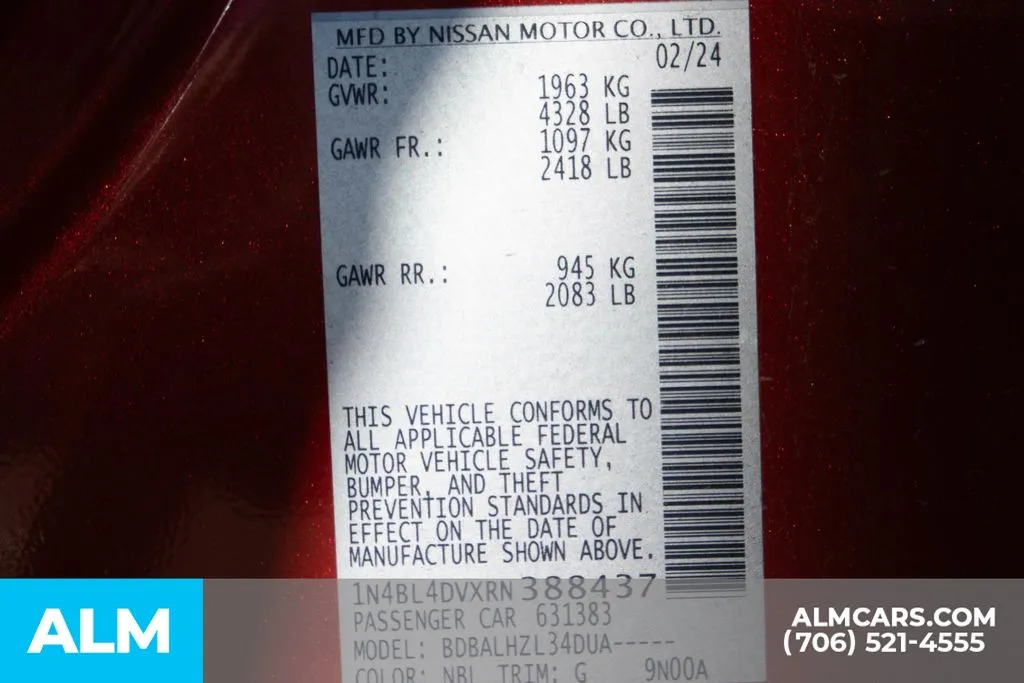 MFD BY NISSAN MOTOR CO., LTD.
DATE: 02/24
GVWR: 1963 KG
4328 LB
GAWR FR.: 1097 KG
2418 LB
GAWR RR.: 945 KG
2083 LB
THIS VEHICLE CONFORMS TO
ALL APPLICABLE FEDERAL
MOTOR VEHICLE SAFETY,
BUMPER, AND THEFT
PREVENTION STANDARDS IN
EFFECT ON THE DATE OF
MANUFACTURE SHOWN ABOVE.
1N4BL4DVXRN388437
PASSENGER CAR 631383
MODEL: BDBALHZL34DUA-----
COLOR: NBL TRIM: G 9N00A
ALM
ALMCARS.COM
(706) 521-4555